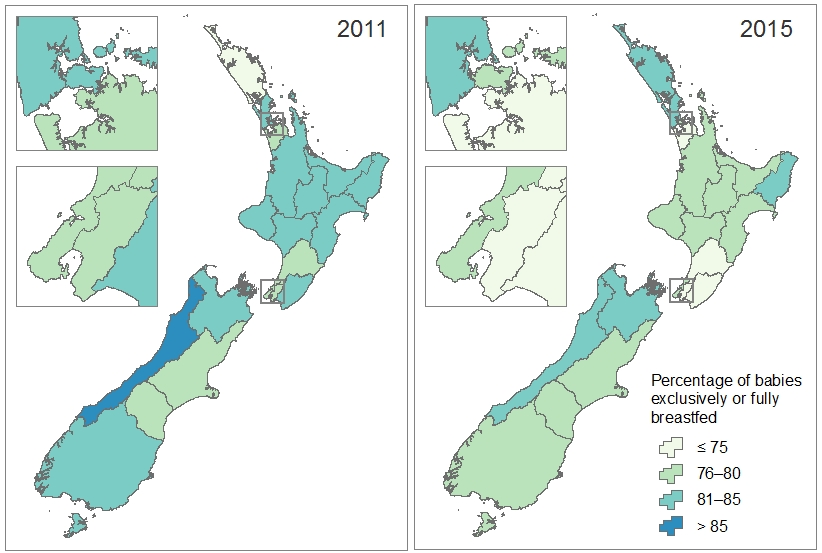 2011
2015
Percentage of babies
exclusively or fully
breastfed
≤ 75
76–80
81–85
> 85